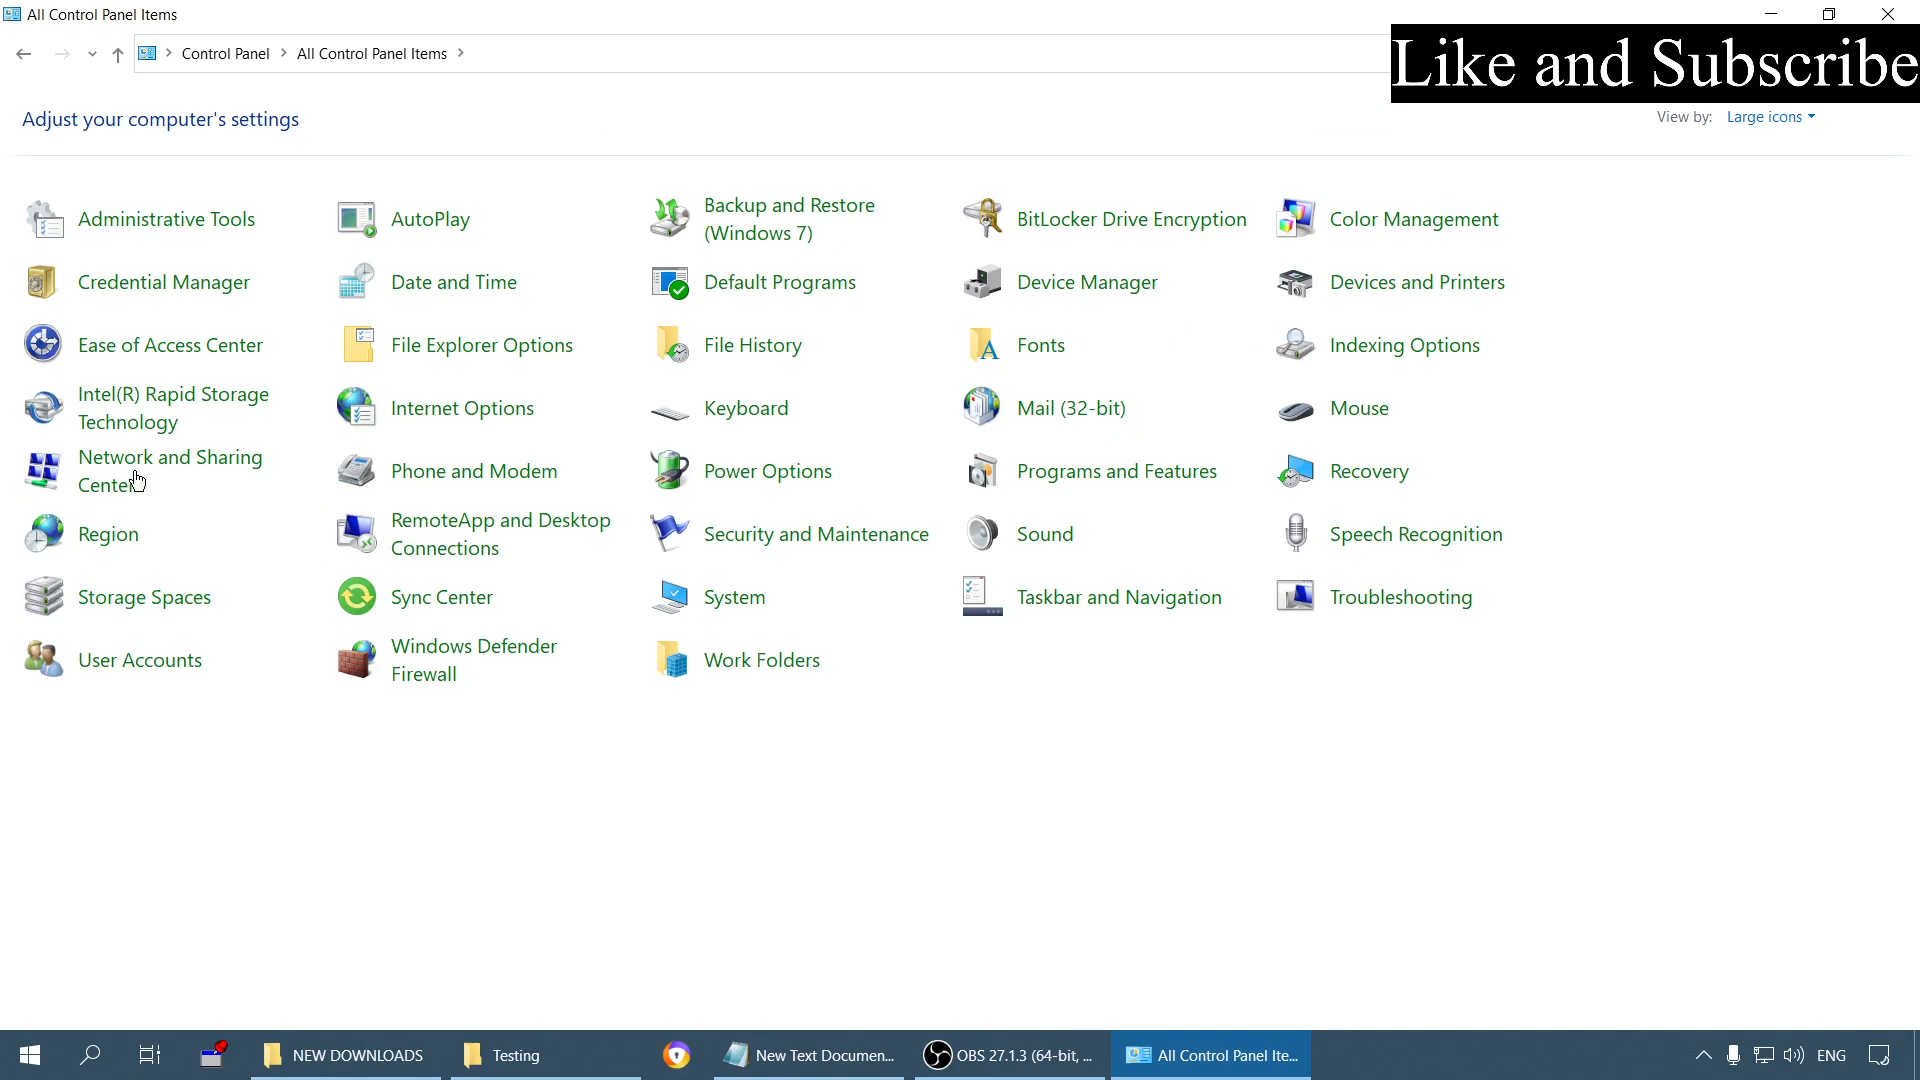 All Control Panel Items
Control Panel
All Control Panel Items
Like and Subscribe
Adjust your computer's settings
View by: Large icons
Administrative Tools
AutoPlay
Backup and Restore
(Windows 7)
BitLocker Drive Encryption
Color Management
Credential Manager
Date and Time
Default Programs
Device Manager
Devices and Printers
Ease of Access Center
File Explorer Options
File History
Fonts
Indexing Options
Intel(R) Rapid Storage
Technology
Internet Options
Keyboard
Mail (32-bit)
Mouse
Network and Sharing
Center
Phone and Modem
Power Options
Programs and Features
Recovery
Region
RemoteApp and Desktop
Connections
Security and Maintenance
Sound
Speech Recognition
Storage Spaces
Sync Center
System
Taskbar and Navigation
Troubleshooting
User Accounts
Windows Defender
Firewall
Work Folders
NEW DOWNLOADS
Testing
New Text Documen...
OBS 27.1.3 (64-bit, ...
All Control Panel Ite...
ENG